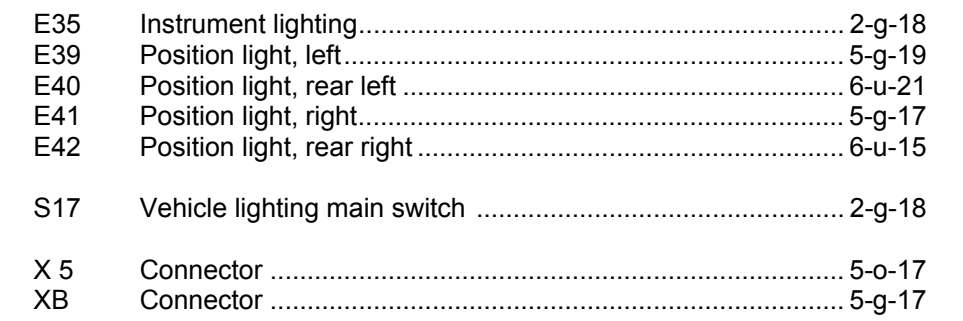 E35 Instrument lighting.................................................................... 2-g-18
E39 Position light, left...................................................................... 5-g-19
E40 Position light, rear left .............................................................. 6-u-21
E41 Position light, right.................................................................... 5-g-17
E42 Position light, rear right ............................................................ 6-u-15
S17 Vehicle lighting main switch .................................................... 2-g-18
X 5 Connector ................................................................................ 5-o-17
XB Connector ................................................................................ 5-g-17